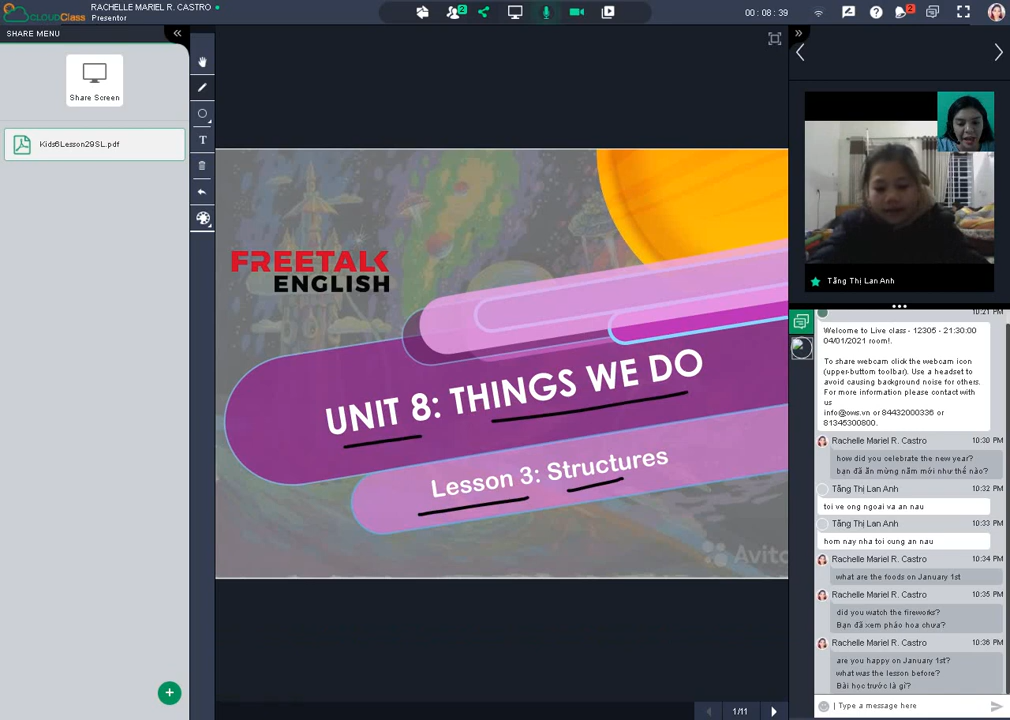 CLOUDClass
RACHELLE MARIEL R. CASTRO
Presentor
2
00 : 08 : 39
2
SHARE MENU
Share Screen
Kids6Lesson29SL.pdf
T
FREETALK
ENGLISH
UNIT 8: THINGS WE DO
Lesson 3: Structures
Avito
1/11
Tăng Thị Lan Anh
10:21 PM
Welcome to Live class - 12305 - 21:30:00
04/01/2021 room!.
To share webcam click the webcam icon
(upper-buttom toolbar). Use a headset to
avoid causing background noise for others.
For more information please contact with
us
info@ows.vn or 84432000336 or
81345300800.
Rachelle Mariel R. Castro 10:30 PM
how did you celebrate the new year?
bạn đã ăn mừng năm mới như thế nào?
Tăng Thị Lan Anh 10:32 PM
toi ve ong ngoai va an nau
Tăng Thị Lan Anh 10:33 PM
hom nay nha toi cung an nau
Rachelle Mariel R. Castro 10:34 PM
what are the foods on January 1st
Rachelle Mariel R. Castro 10:35 PM
did you watch the fireworks?
Bạn đã xem pháo hoa chưa?
Rachelle Mariel R. Castro 10:36 PM
are you happy on January 1st?
what was the lesson before?
Bài học trước là gì?
Type a message here